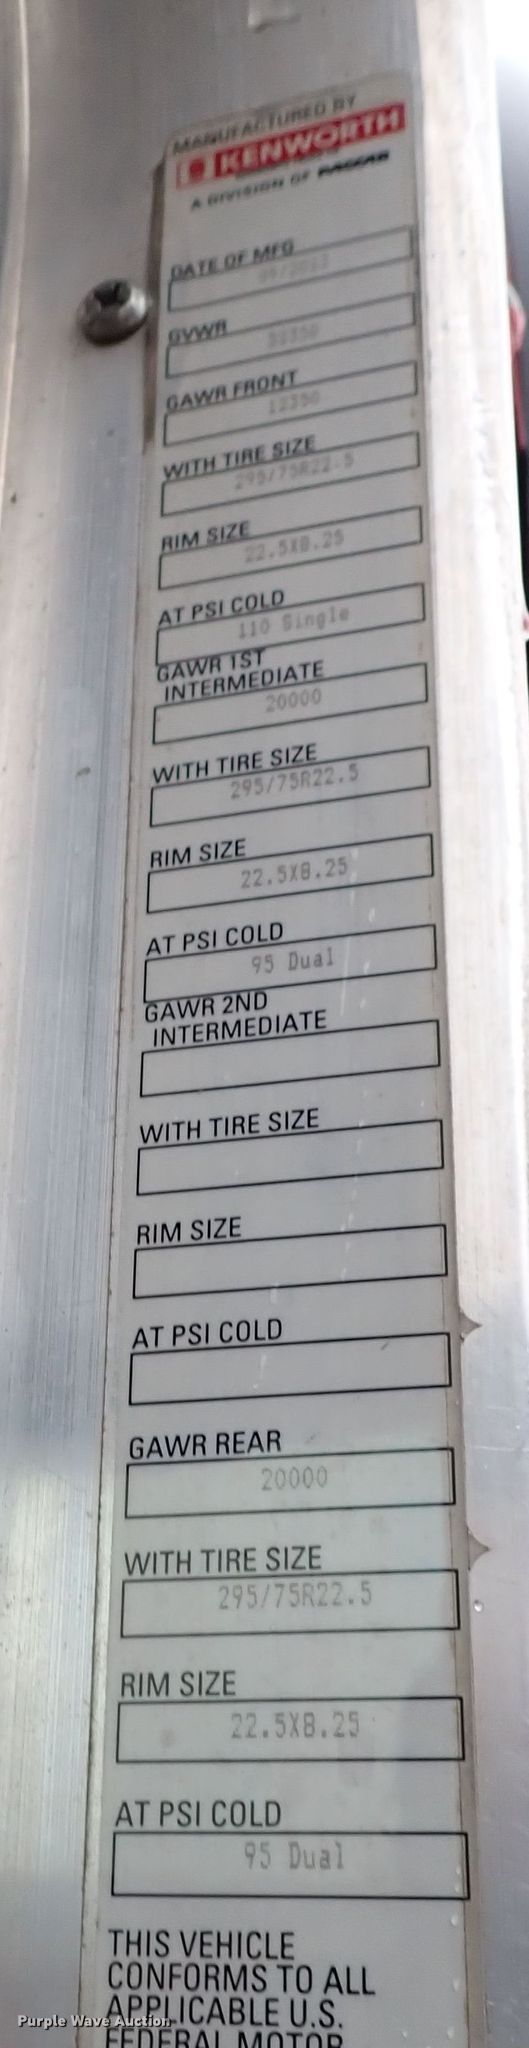 MANUFACTURED BY
KENWORTH
A DIVISION OF PACCAR
DATE OF MFG
GVWR
52350
GAWR FRONT
12350
WITH TIRE SIZE
295/75R22.5
RIM SIZE
22.5X8.25
AT PSI COLD
110 Single
GAWR 1ST
INTERMEDIATE
20000
WITH TIRE SIZE
295/75R22.5
RIM SIZE
22.5X8.25
AT PSI COLD
95 Dual
GAWR 2ND
INTERMEDIATE
WITH TIRE SIZE
RIM SIZE
AT PSI COLD
GAWR REAR
20000
WITH TIRE SIZE
295/75R22.5
RIM SIZE
22.5X8.25
AT PSI COLD
95 Dual
THIS VEHICLE
CONFORMS TO ALL
APPLICABLE U.S.
FEDERAL MOTOR
Purple Wave Auction